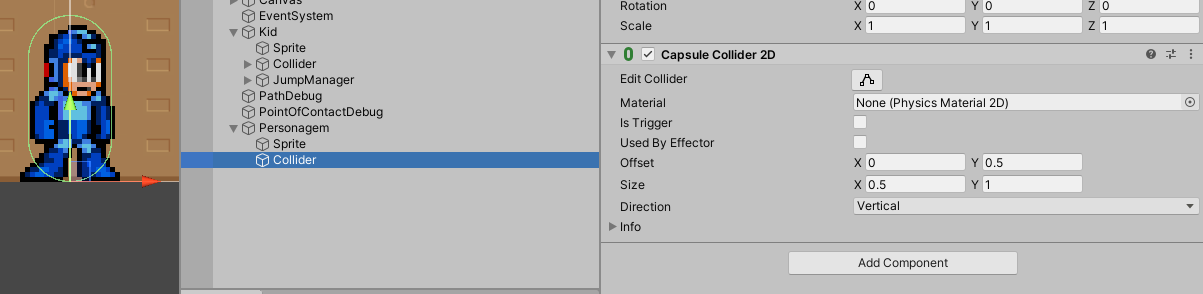 Canvas
EventSystem
Kid
Sprite
Collider
JumpManager
PathDebug
PointOfContactDebug
Personagem
Sprite
Collider
Rotation X 0 Y 0 Z 0
Scale X 1 Y 1 Z 1
Capsule Collider 2D
Edit Collider
Material None (Physics Material 2D)
Is Trigger
Used By Effector
Offset X 0 Y 0.5
Size X 0.5 Y 1
Direction Vertical
Info
Add Component